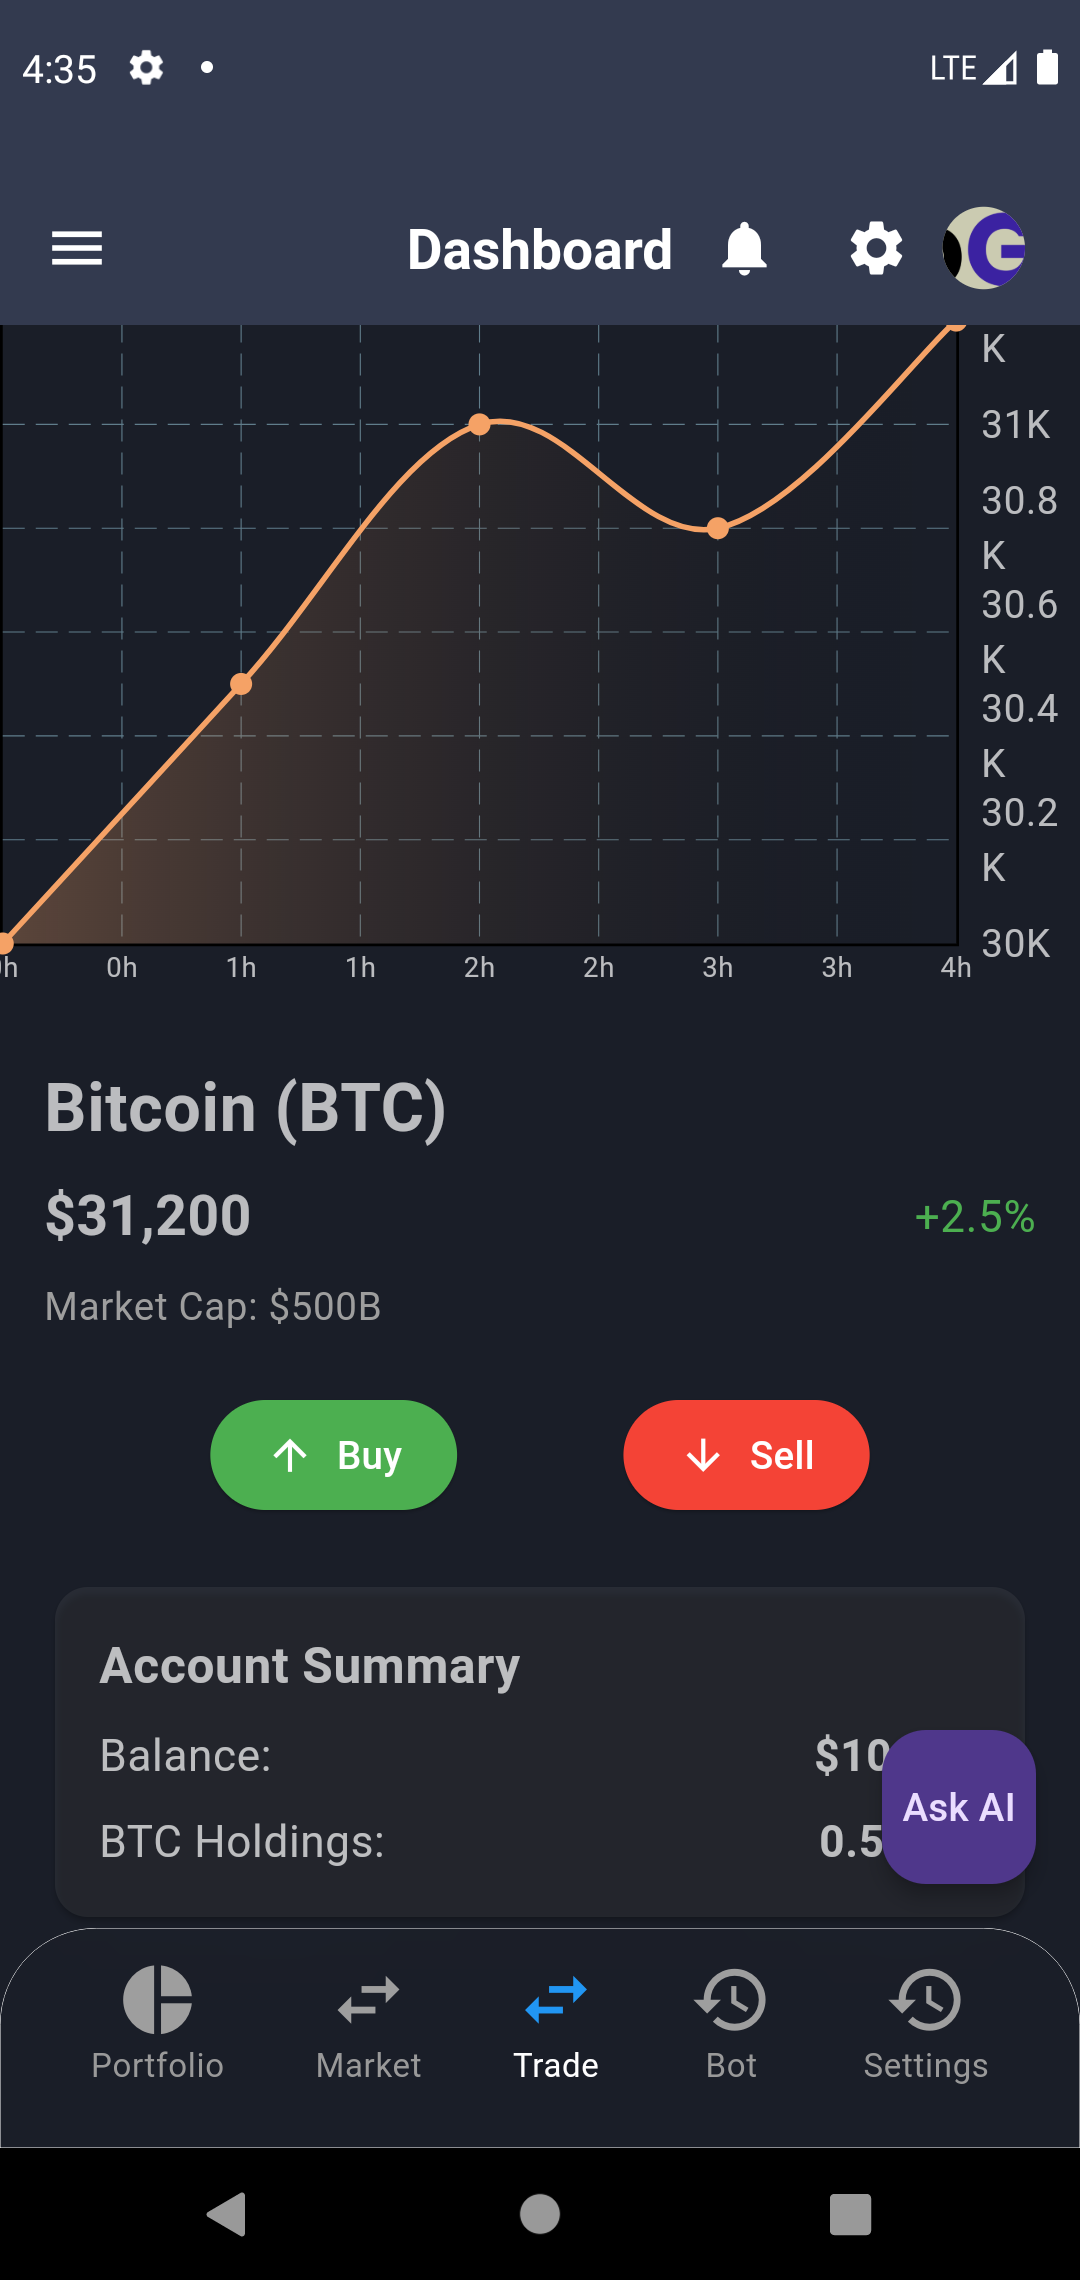 4:35
LTE
Dashboard
G
K
31K
30.8
K
30.6
K
30.4
K
30.2
K
30K
0h
1h
1h
2h
2h
3h
3h
4h
Bitcoin (BTC)
$31,200
+2.5%
Market Cap: $500B
Buy
Sell
Account Summary
Balance:
$10
Ask AI
BTC Holdings:
0.5
Portfolio
Market
Trade
Bot
Settings